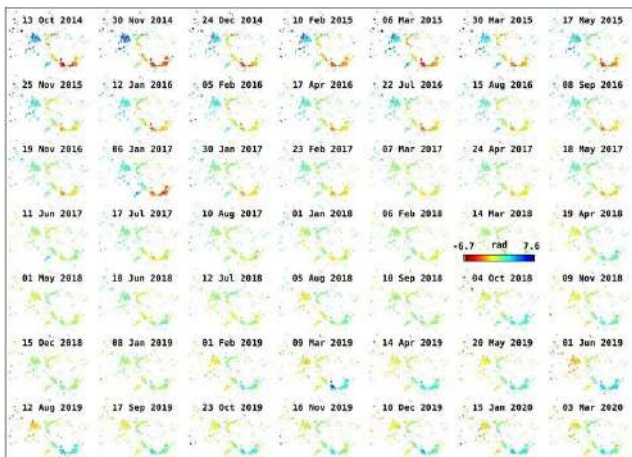 13 Oct 2014 30 Nov 2014 24 Dec 2014 10 Feb 2015 06 Mar 2015 30 Mar 2015 17 May 2015
25 Nov 2015 12 Jan 2016 05 Feb 2016 17 Apr 2016 22 Jul 2016 15 Aug 2016 08 Sep 2016
19 Nov 2016 06 Jan 2017 30 Jan 2017 23 Feb 2017 07 Mar 2017 24 Apr 2017 18 May 2017
11 Jun 2017 17 Jul 2017 10 Aug 2017 01 Jan 2018 06 Feb 2018 14 Mar 2018 19 Apr 2018
-6.7 rad 7.6
01 May 2018 18 Jun 2018 12 Jul 2018 05 Aug 2018 10 Sep 2018 04 Oct 2018 09 Nov 2018
15 Dec 2018 08 Jan 2019 01 Feb 2019 09 Mar 2019 14 Apr 2019 20 May 2019 01 Jun 2019
12 Aug 2019 17 Sep 2019 23 Oct 2019 16 Nov 2019 10 Dec 2019 15 Jan 2020 03 Mar 2020